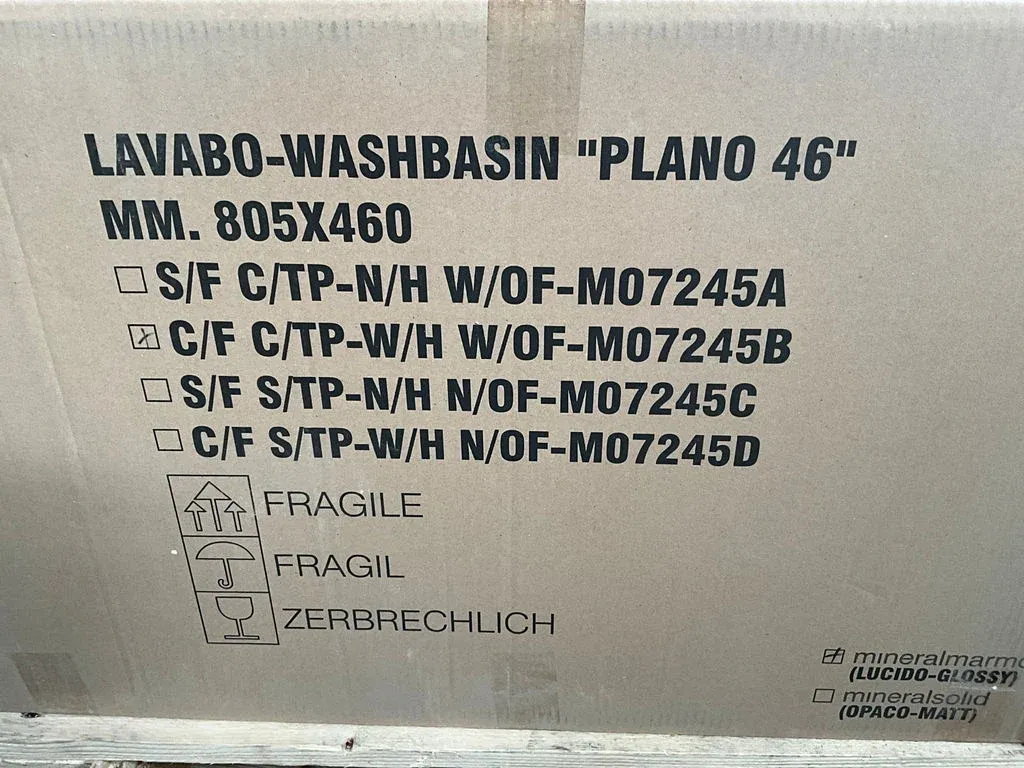 LAVABO-WASHBASIN "PLANO 46"
MM. 805X460
S/F C/TP-N/H W/OF-M07245A
C/F C/TP-W/H W/OF-M07245B
S/F S/TP-N/H N/OF-M07245C
C/F S/TP-W/H N/OF-M07245D
FRAGILE
FRAGIL
ZERBRECHLICH
mineralmarmo
(LUCIDO-GLOSSY)
mineralsolid
(OPACO-MATT)